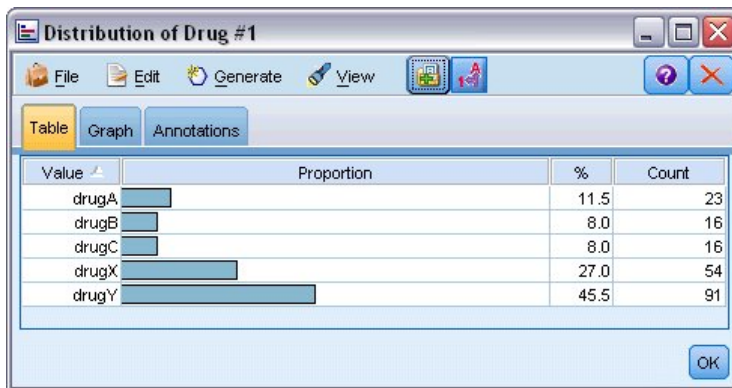 Distribution of Drug #1
File Edit Generate View
Table Graph Annotations
Value Proportion % Count
drugA 11.5 23
drugB 8.0 16
drugC 8.0 16
drugX 27.0 54
drugY 45.5 91
OK